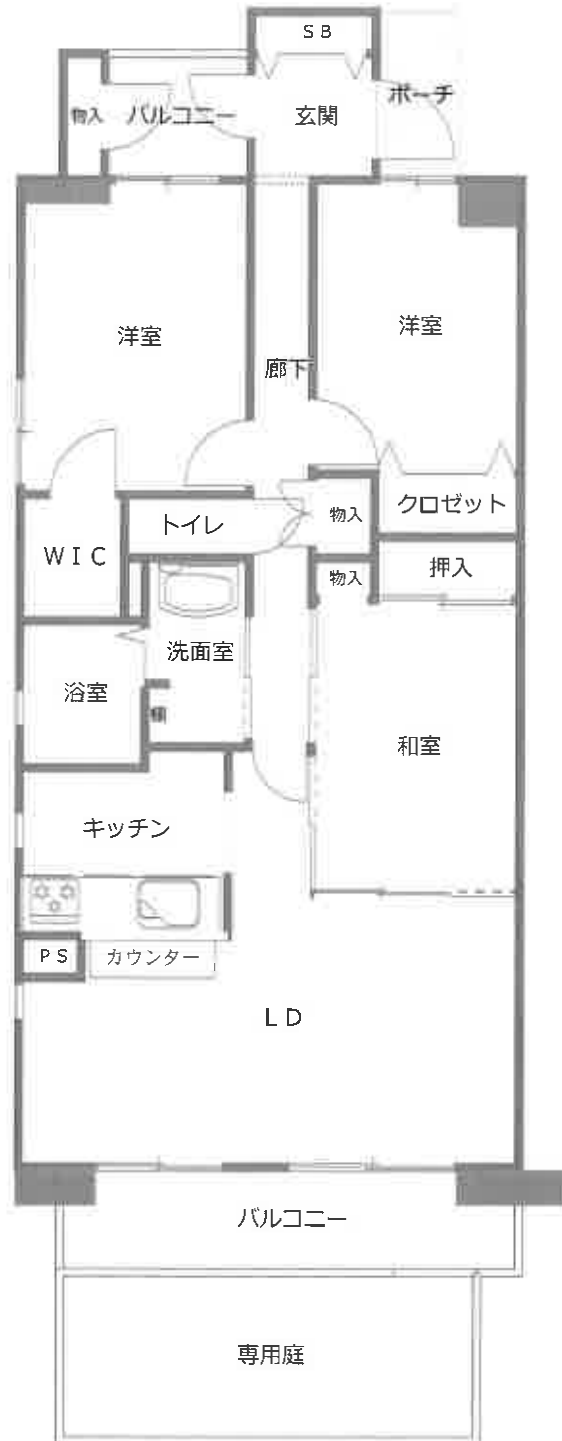 SB
ポーチ
物入
バルコニー
玄関
洋室
洋室
廊下
クロゼット
物入
トイレ
WIC
押入
物入
洗面室
浴室
棚
和室
キッチン
PS
カウンター
LD
バルコニー
専用庭